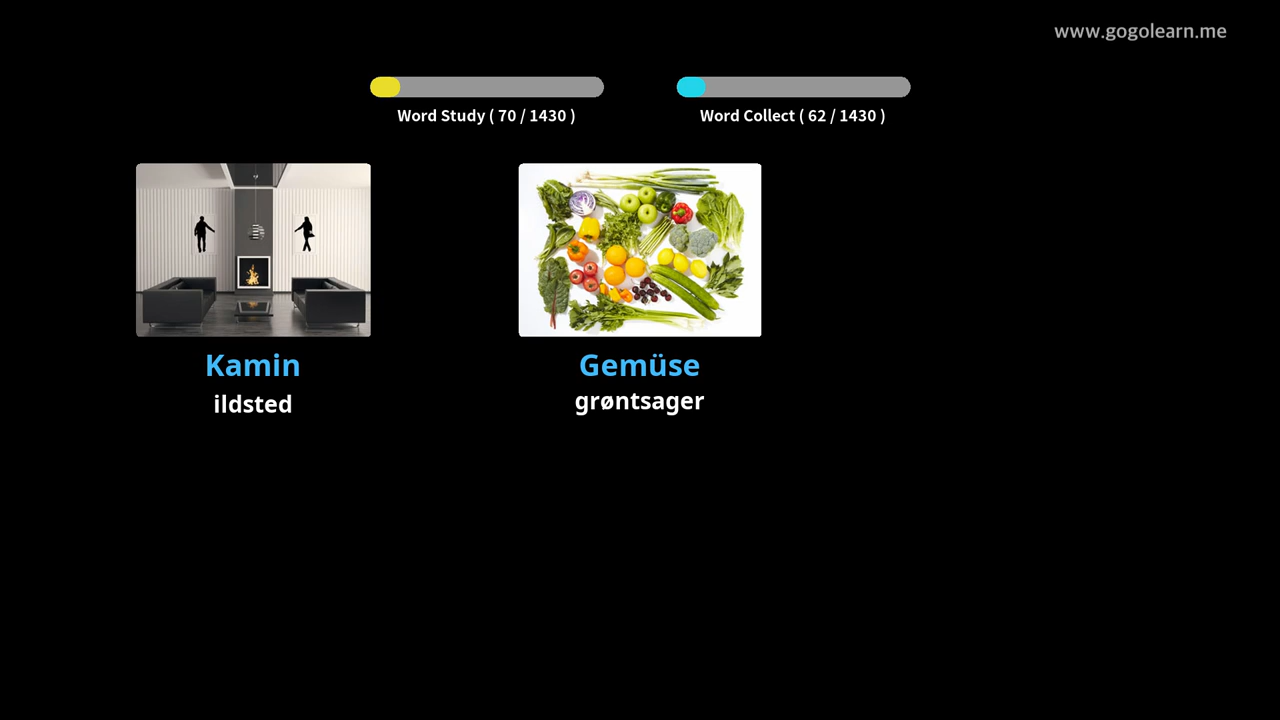 www.gogolearn.me
Word Study ( 70 / 1430 )
Word Collect ( 62 / 1430 )
Kamin
ildsted
Gemüse
grøntsager